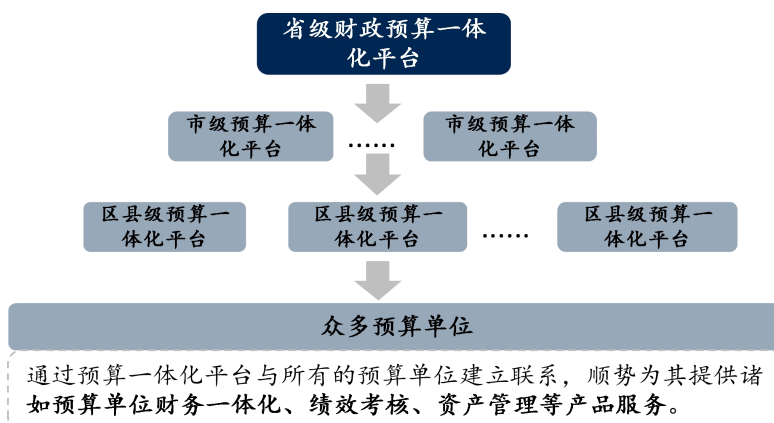 省级财政预算一体
化平台
市级预算一体
化平台
……
市级预算一体
化平台
区县级预算一
体化平台
区县级预算一
体化平台
……
区县级预算一
体化平台
众多预算单位
通过预算一体化平台与所有的预算单位建立联系，顺势为其提供诸
如预算单位财务一体化、绩效考核、资产管理等产品服务。